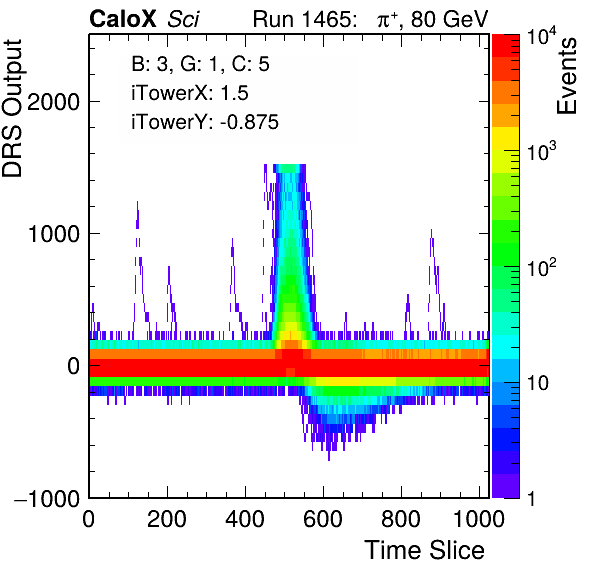 CaloX Sci Run 1465: π⁺, 80 GeV
B: 3, G: 1, C: 5
iTowerX: 1.5
iTowerY: -0.875
DRS Output
2000
1000
0
−1000
0 200 400 600 800 1000
Time Slice
Events
10⁴
10³
10²
10
1